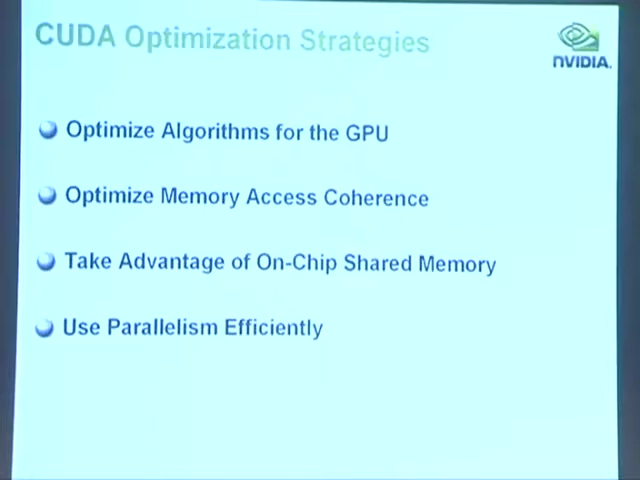 CUDA Optimization Strategies
NVIDIA.
Optimize Algorithms for the GPU
Optimize Memory Access Coherence
Take Advantage of On-Chip Shared Memory
Use Parallelism Efficiently